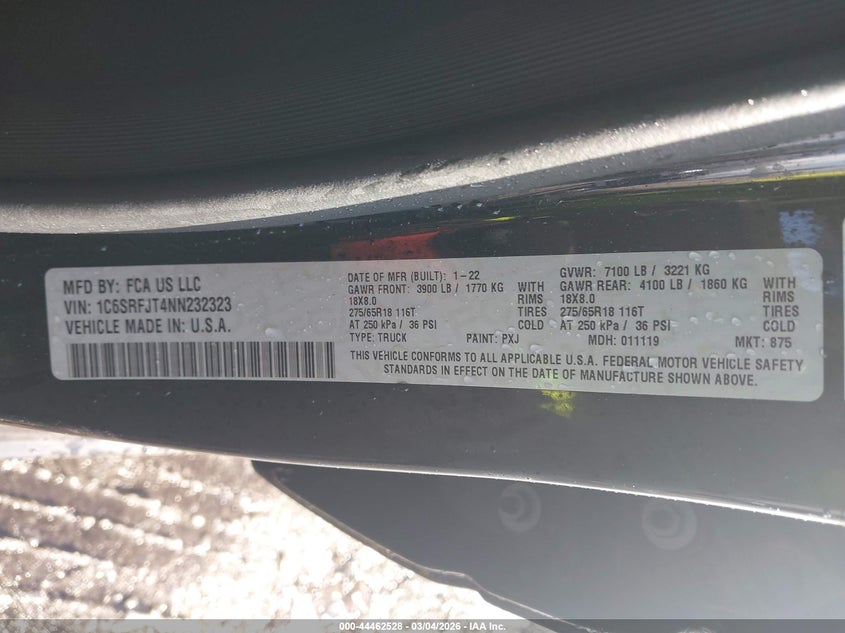 MFD BY: FCA US LLC
VIN: 1C6SRFJT4NN232323
VEHICLE MADE IN: U.S.A.
DATE OF MFR (BUILT): 1-22
GAWR FRONT: 3900 LB / 1770 KG WITH
18X8.0 RIMS
275/65R18 116T TIRES
AT 250 kPa / 36 PSI COLD
TYPE: TRUCK PAINT: PXJ
GVWR: 7100 LB / 3221 KG
GAWR REAR: 4100 LB / 1860 KG WITH
18X8.0 RIMS
275/65R18 116T TIRES
AT 250 kPa / 36 PSI COLD
MDH: 011119 MKT: 875
THIS VEHICLE CONFORMS TO ALL APPLICABLE U.S.A. FEDERAL MOTOR VEHICLE SAFETY
STANDARDS IN EFFECT ON THE DATE OF MANUFACTURE SHOWN ABOVE.
000-44462528 - 03/04/2026 - IAA Inc.